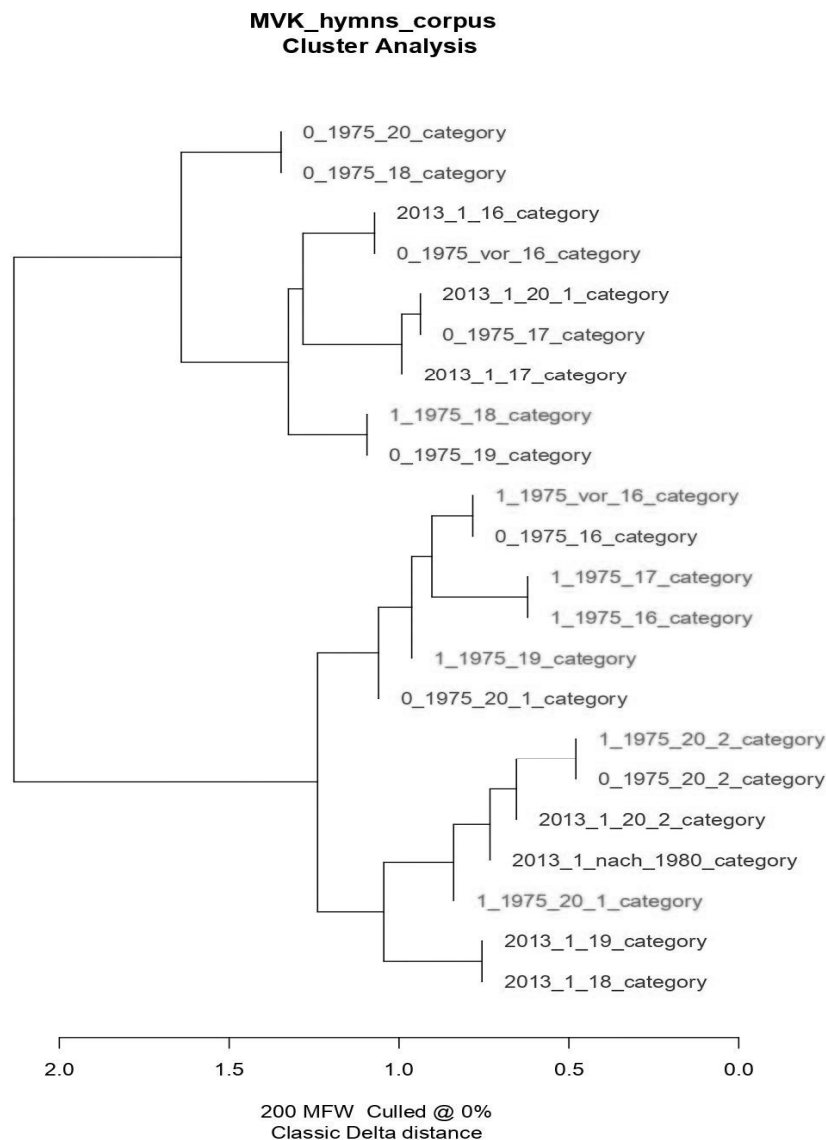 MVK_hymns_corpus
Cluster Analysis
0_1975_20_category
0_1975_18_category
2013_1_16_category
0_1975_vor_16_category
2013_1_20_1_category
0_1975_17_category
2013_1_17_category
1_1975_18_category
0_1975_19_category
1_1975_vor_16_category
0_1975_16_category
1_1975_17_category
1_1975_16_category
1_1975_19_category
0_1975_20_1_category
1_1975_20_2_category
0_1975_20_2_category
2013_1_20_2_category
2013_1_nach_1980_category
1_1975_20_1_category
2013_1_19_category
2013_1_18_category
2.0 1.5 1.0 0.5 0.0
200 MFW Culled @ 0%
Classic Delta distance